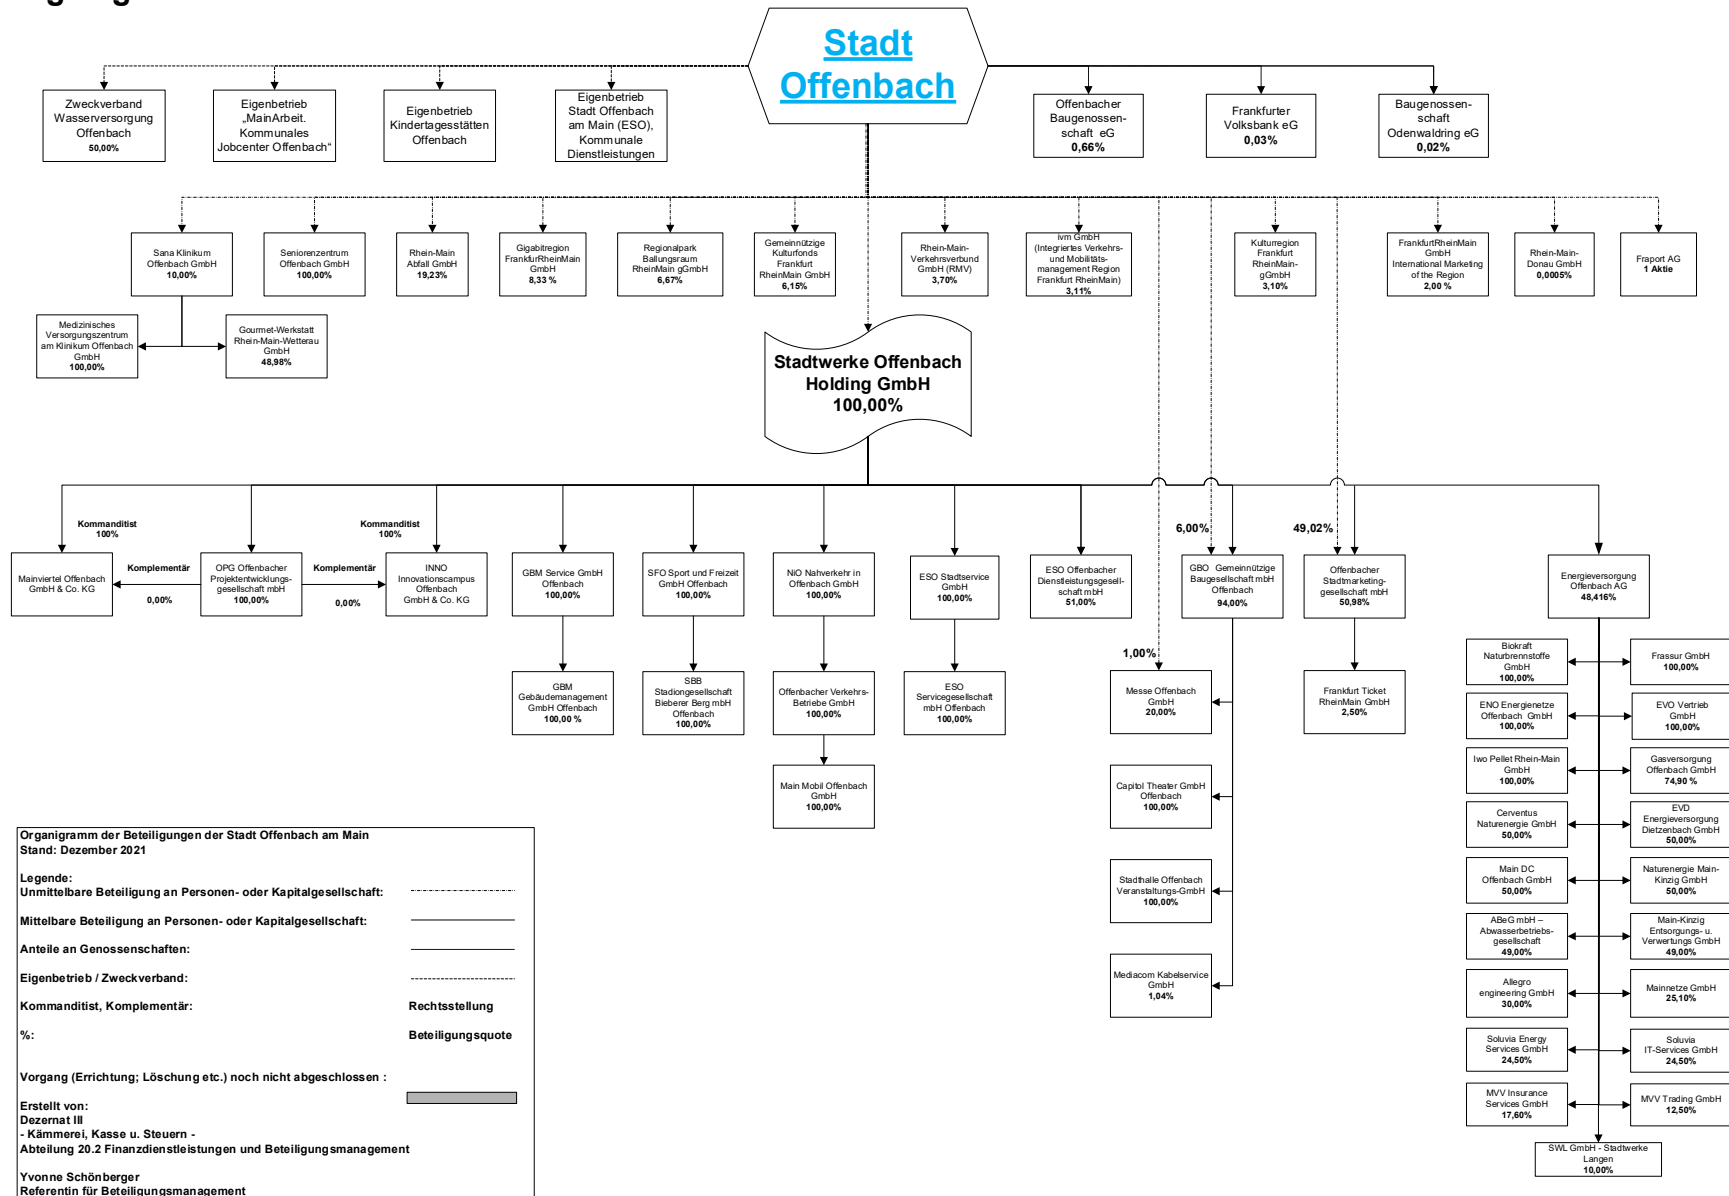 Stadt
Offenbach
Zweckverband
Wasserversorgung
Offenbach
50,00%
Eigenbetrieb
„MainArbeit.
Kommunales
Jobcenter Offenbach“
Eigenbetrieb
Kindertagesstätten
Offenbach
Eigenbetrieb
Stadt Offenbach
am Main (ESO),
Kommunale
Dienstleistungen
Offenbacher
Baugenossen-
schaft eG
0,66%
Frankfurter
Volksbank eG
0,03%
Baugenossen-
schaft
Odenwaldring eG
0,02%
Sana Klinikum
Offenbach GmbH
10,00%
Seniorenzentrum
Offenbach GmbH
100,00%
Rhein-Main
Abfall GmbH
19,23%
Gigabitregion
FrankfurRheinMain
GmbH
8,33 %
Regionalpark
Ballungsraum
RheinMain gGmbH
6,67%
Gemeinnützige
Kulturfonds
Frankfurt
RheinMain GmbH
6,15%
Rhein-Main-
Verkehrsverbund
GmbH (RMV)
3,70%
ivm GmbH
(Integriertes Verkehrs-
und Mobilitäts-
management Region
Frankfurt RheinMain)
3,11%
Kulturregion
Frankfurt
RheinMain-
gGmbH
3,10%
FrankfurtRheinMain
GmbH
International Marketing
of the Region
2,00 %
Rhein-Main-
Donau GmbH
0,0005%
Fraport AG
1 Aktie
Medizinisches
Versorgungszentrum
am Klinikum Offenbach
GmbH
100,00%
Gourmet-Werkstatt
Rhein-Main-Wetterau
GmbH
48,98%
Stadtwerke Offenbach
Holding GmbH
100,00%
Kommanditist
100%
Kommanditist
100%
6,00%
49,02%
Mainviertel Offenbach
GmbH & Co. KG
Komplementär
0,00%
OPG Offenbacher
Projektentwicklungs-
gesellschaft mbH
100,00%
Komplementär
0,00%
INNO
Innovationscampus
Offenbach
GmbH & Co. KG
GBM Service GmbH
Offenbach
100,00%
SFO Sport und Freizeit
GmbH Offenbach
100,00%
NiO Nahverkehr in
Offenbach GmbH
100,00%
ESO Stadtservice
GmbH
100,00%
ESO Offenbacher
Dienstleistungsgesell-
schaft mbH
51,00%
GBO Gemeinnützige
Baugesellschaft mbH
Offenbach
94,00%
Offenbacher
Stadtmarketing-
gesellschaft mbH
50,98%
Energieversorgung
Offenbach AG
48,416%
1,00%
GBM
Gebäudemanagement
GmbH Offenbach
100,00 %
SBB
Stadiongesellschaft
Bieberer Berg mbH
Offenbach
100,00%
Offenbacher Verkehrs-
Betriebe GmbH
100,00%
ESO
Servicegesellschaft
mbH Offenbach
100,00%
Messe Offenbach
GmbH
20,00%
Frankfurt Ticket
RheinMain GmbH
2,50%
Main Mobil Offenbach
GmbH
100,00%
Capitol Theater GmbH
Offenbach
100,00%
Stadthalle Offenbach
Veranstaltungs-GmbH
100,00%
Mediacom Kabelservice
GmbH
1,04%
Biokraft
Naturbrennstoffe
GmbH
100,00%
Frassur GmbH
100,00%
ENO Energienetze
Offenbach GmbH
100,00%
EVO Vertrieb
GmbH
100,00%
Iwo Pellet Rhein-Main
GmbH
100,00%
Gasversorgung
Offenbach GmbH
74,90 %
Cerventus
Naturenergie GmbH
50,00%
EVD
Energieversorgung
Dietzenbach GmbH
50,00%
Main DC
Offenbach GmbH
50,00%
Naturenergie Main-
Kinzig GmbH
50,00%
ABeG mbH –
Abwasserbetriebs-
gesellschaft
49,00%
Main-Kinzig
Entsorgungs- u.
Verwertungs GmbH
49,00%
Allegro
engineering GmbH
30,00%
Mainnetze GmbH
25,10%
Soluvia Energy
Services GmbH
24,50%
Soluvia
IT-Services GmbH
24,50%
MVV Insurance
Services GmbH
17,60%
MVV Trading GmbH
12,50%
SWL GmbH - Stadtwerke
Langen
10,00%
Organigramm der Beteiligungen der Stadt Offenbach am Main
Stand: Dezember 2021
Legende:
Unmittelbare Beteiligung an Personen- oder Kapitalgesellschaft:
Mittelbare Beteiligung an Personen- oder Kapitalgesellschaft:
Anteile an Genossenschaften:
Eigenbetrieb / Zweckverband:
Kommanditist, Komplementär: Rechtsstellung
%: Beteiligungsquote
Vorgang (Errichtung; Löschung etc.) noch nicht abgeschlossen :
Erstellt von:
Dezernat III
- Kämmerei, Kasse u. Steuern -
Abteilung 20.2 Finanzdienstleistungen und Beteiligungsmanagement
Yvonne Schönberger
Referentin für Beteiligungsmanagement